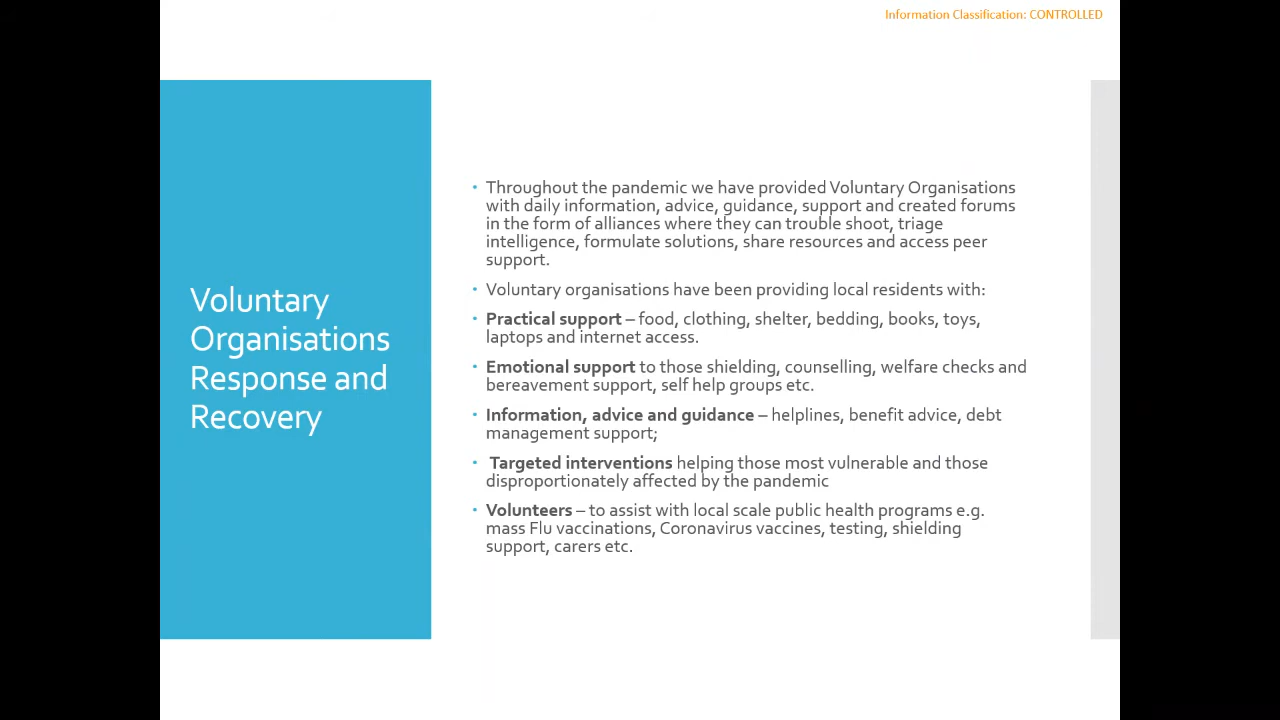 Information Classification: CONTROLLED
Voluntary
Organisations
Response and
Recovery
• Throughout the pandemic we have provided Voluntary Organisations
with daily information, advice, guidance, support and created forums
in the form of alliances where they can trouble shoot, triage
intelligence, formulate solutions, share resources and access peer
support.
• Voluntary organisations have been providing local residents with:
• Practical support – food, clothing, shelter, bedding, books, toys,
laptops and internet access.
• Emotional support to those shielding, counselling, welfare checks and
bereavement support, self help groups etc.
• Information, advice and guidance – helplines, benefit advice, debt
management support;
• Targeted interventions helping those most vulnerable and those
disproportionately affected by the pandemic
• Volunteers – to assist with local scale public health programs e.g.
mass Flu vaccinations, Coronavirus vaccines, testing, shielding
support, carers etc.